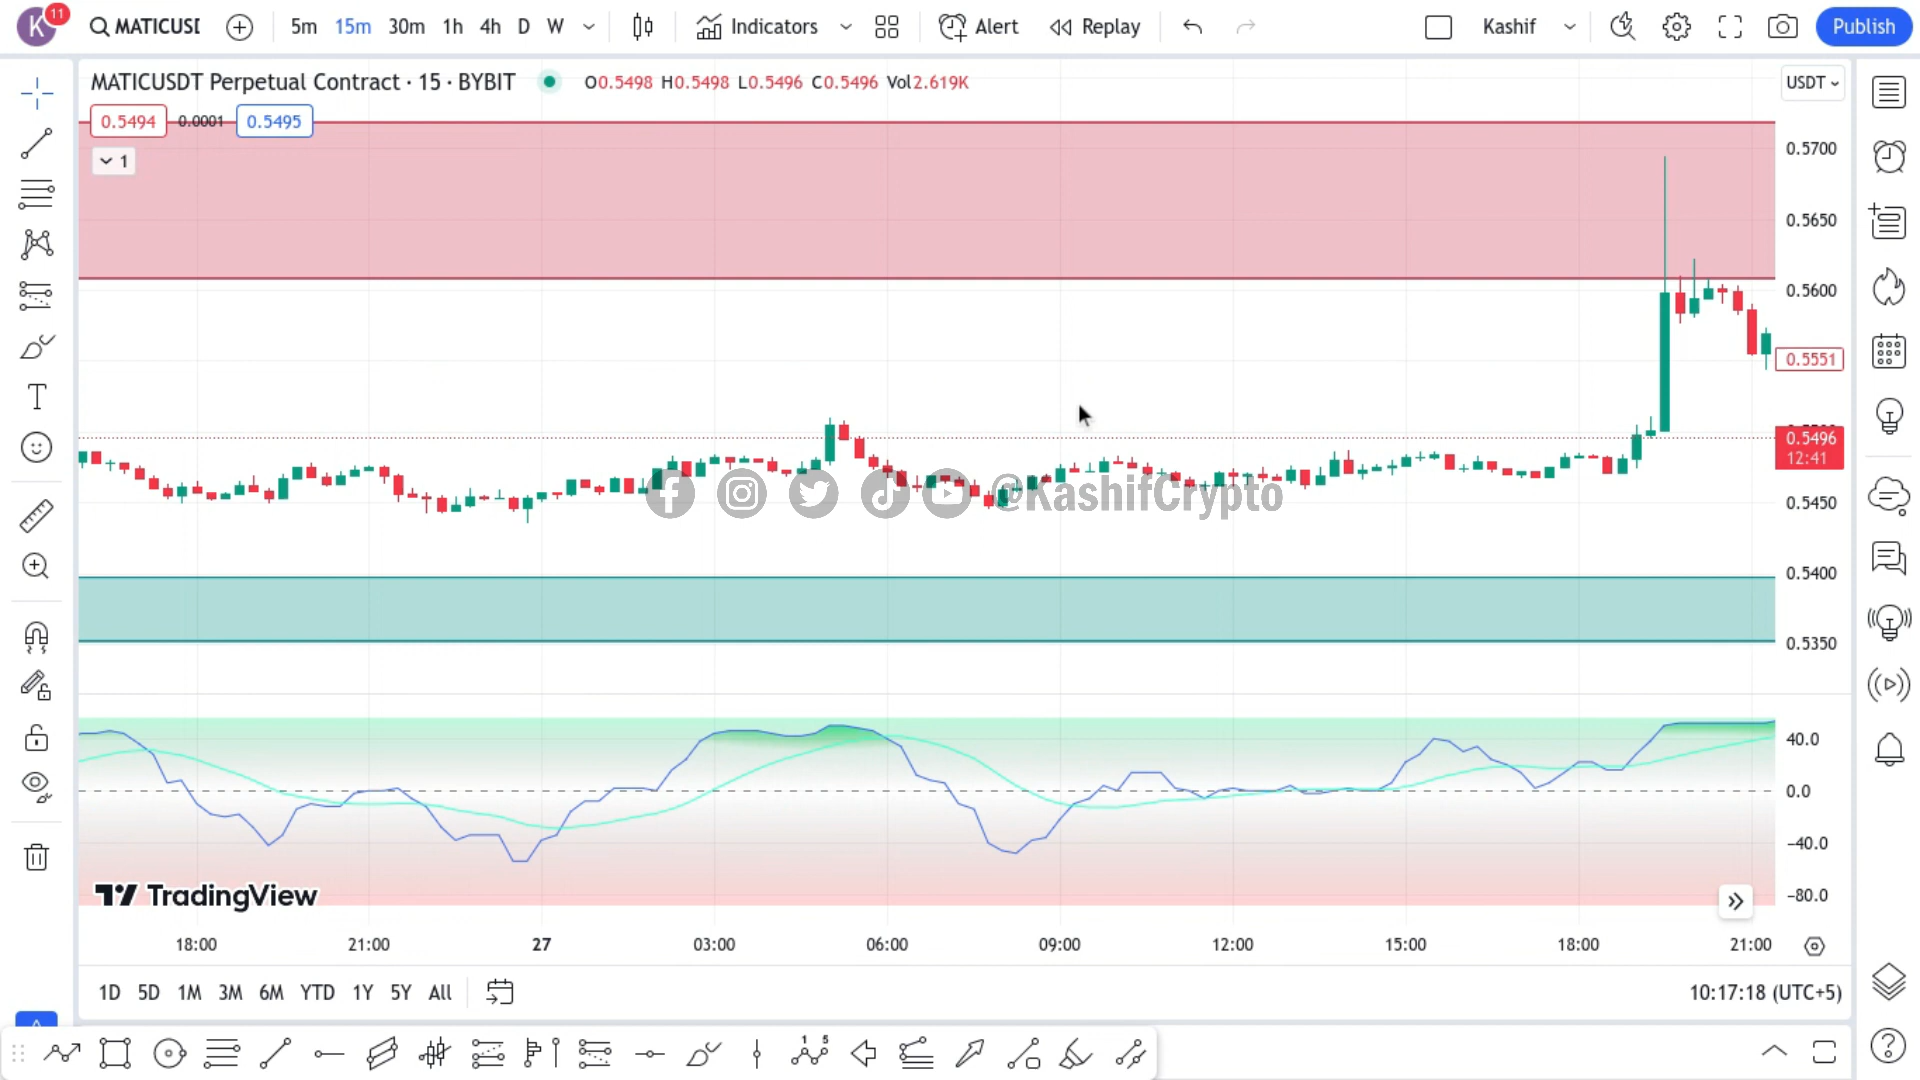 K 11 MATICUSI 5m 15m 30m 1h 4h D W Indicators Alert Replay Kashif Publish
MATICUSDT Perpetual Contract · 15 · BYBIT O0.5498 H0.5498 L0.5496 C0.5496 Vol2.619K USDT
0.5494 0.0001 0.5495
1
0.5700
0.5650
0.5600
0.5551
0.5496
12:41
@KashifCrypto
0.5450
0.5400
0.5350
40.0
0.0
−40.0
TradingView
−80.0
18:00 21:00 27 03:00 06:00 09:00 12:00 15:00 18:00 21:00
1D 5D 1M 3M 6M YTD 1Y 5Y All 10:17:18 (UTC+5)